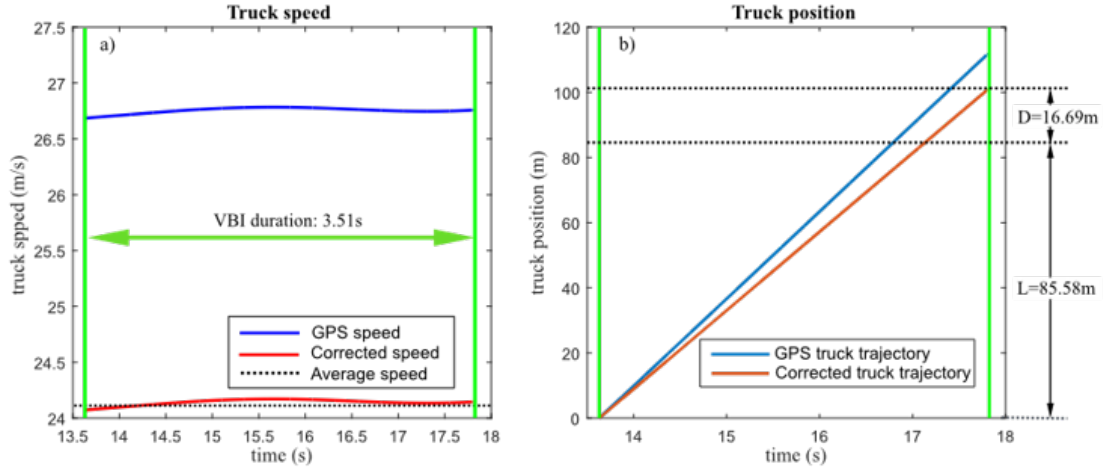 Truck speed
27.5
27
26.5
26
25.5
25
24.5
24
truck spped (m/s)
a)
VBI duration: 3.51s
GPS speed
Corrected speed
Average speed
13.5 14 14.5 15 15.5 16 16.5 17 17.5 18
time (s)
Truck position
120
100
80
60
40
20
0
truck position (m)
b)
GPS truck trajectory
Corrected truck trajectory
14 15 16 17 18
time (s)
D=16.69m
L=85.58m